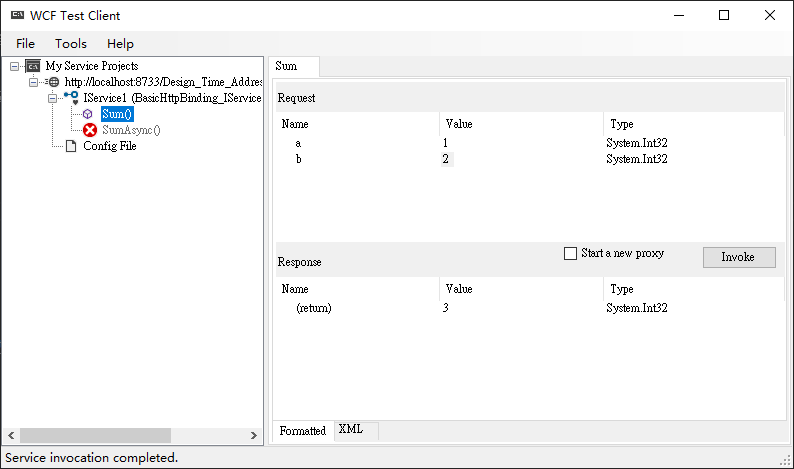 WCF Test Client
File Tools Help
My Service Projects
http://localhost:8733/Design_Time_Addres
IService1 (BasicHttpBinding_IService
Sum()
SumAsync()
Config File
Sum
Request
Name Value Type
a 1 System.Int32
b 2 System.Int32
Start a new proxy
Invoke
Response
Name Value Type
(return) 3 System.Int32
Formatted XML
Service invocation completed.